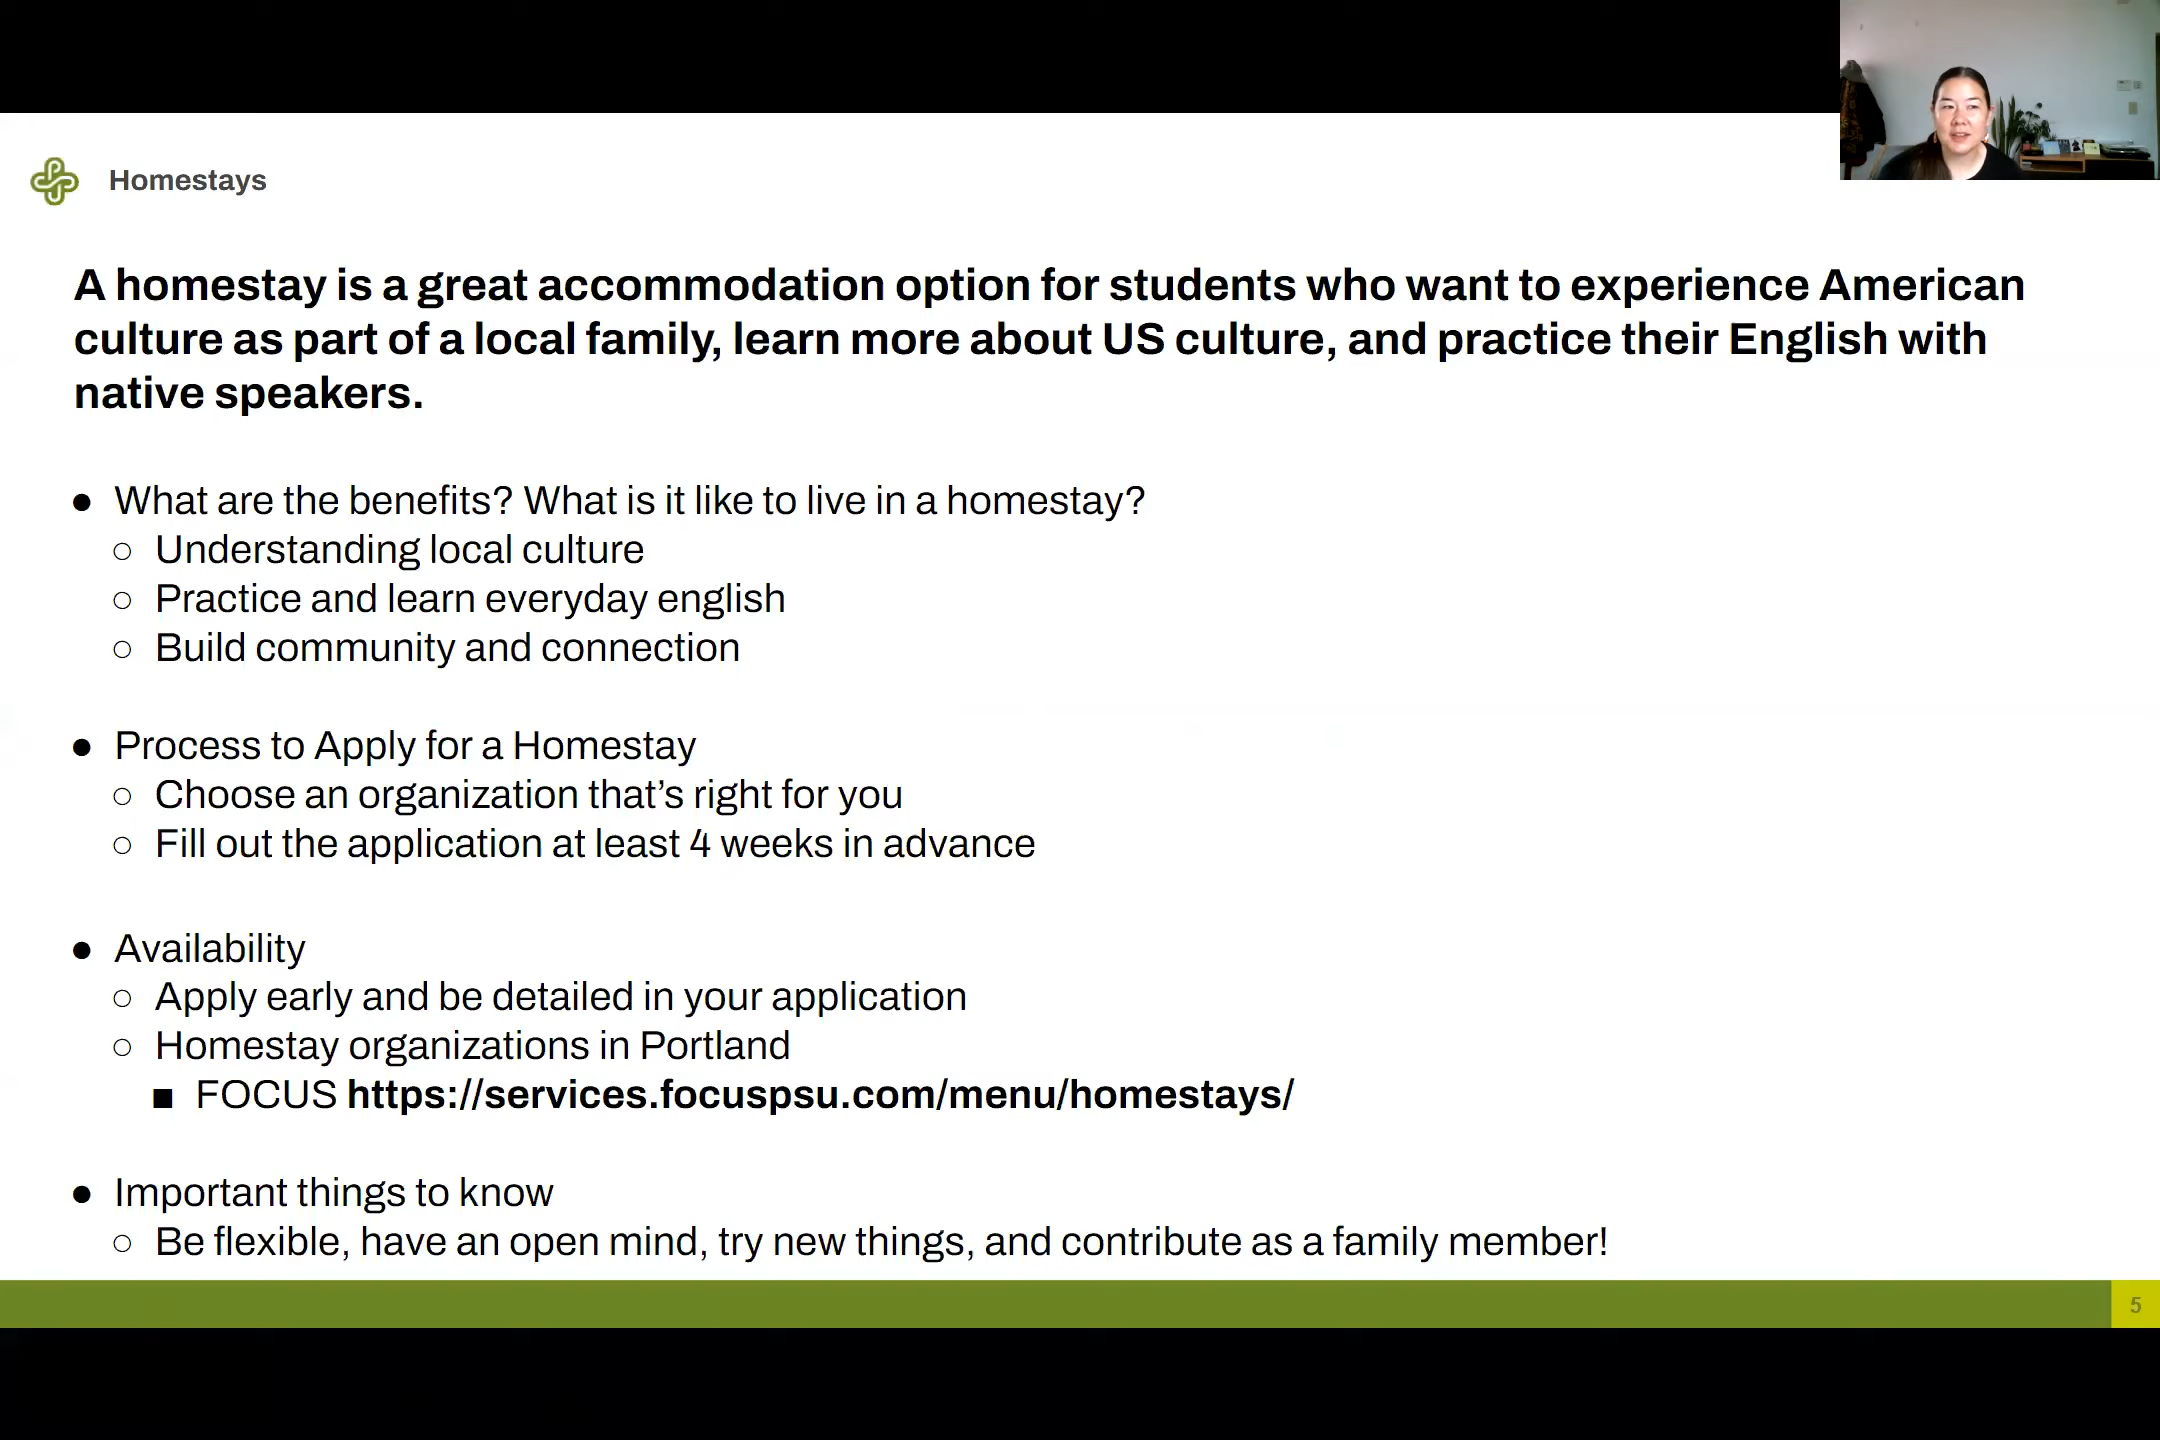 Homestays
A homestay is a great accommodation option for students who want to experience American
culture as part of a local family, learn more about US culture, and practice their English with
native speakers.
● What are the benefits? What is it like to live in a homestay?
○ Understanding local culture
○ Practice and learn everyday english
○ Build community and connection
● Process to Apply for a Homestay
○ Choose an organization that’s right for you
○ Fill out the application at least 4 weeks in advance
● Availability
○ Apply early and be detailed in your application
○ Homestay organizations in Portland
■ FOCUS https://services.focuspsu.com/menu/homestays/
● Important things to know
○ Be flexible, have an open mind, try new things, and contribute as a family member!
5